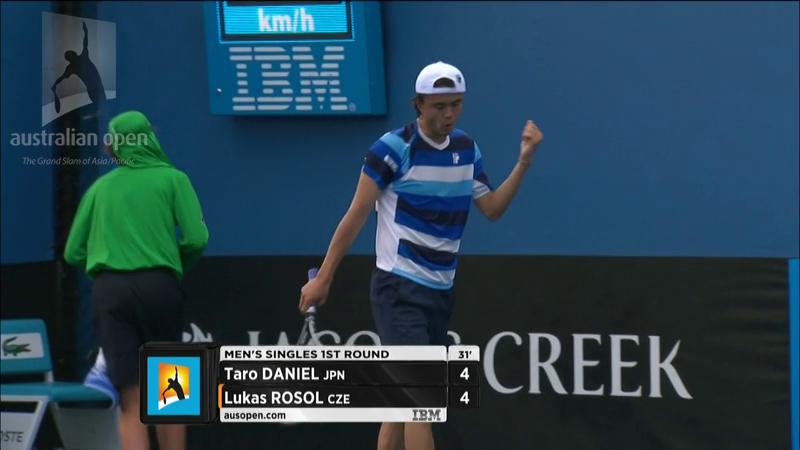 km/h
IBM
australian open
The Grand Slam of Asia/Pacific
JACOB'S CREEK
MEN'S SINGLES 1ST ROUND 31'
Taro DANIEL JPN 4
Lukas ROSOL CZE 4
ausopen.com IBM